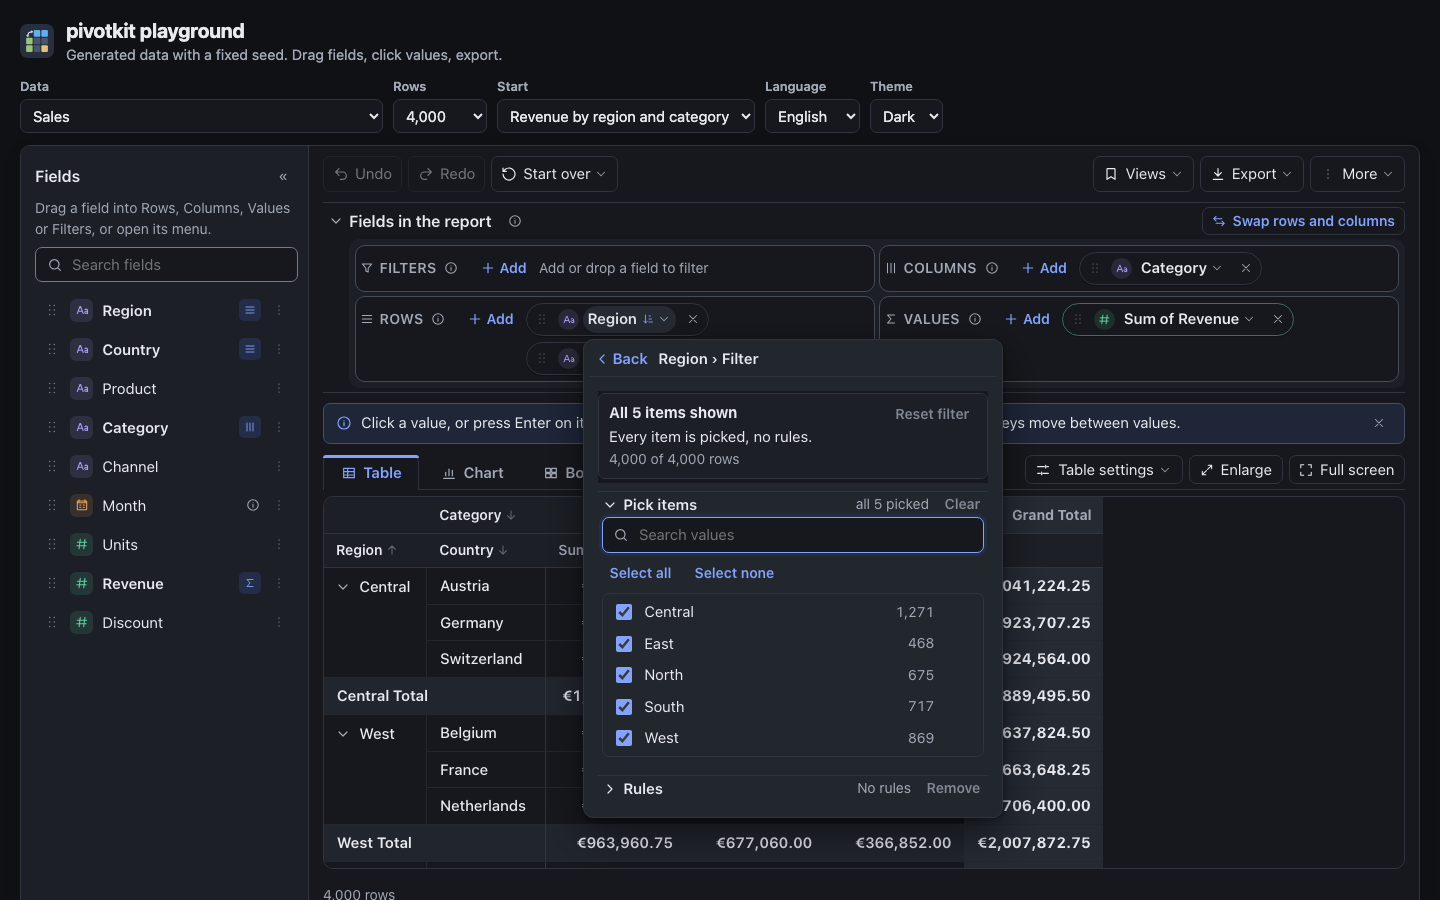 pivotkit playground
Generated data with a fixed seed. Drag fields, click values, export.
Data
Rows
Start
Language
Theme
Sales
4,000
Revenue by region and category
English
Dark
Fields
«
Drag a field into Rows, Columns, Values
or Filters, or open its menu.
Search fields
Aa Region
Aa Country
Aa Product
Aa Category
Aa Channel
Month
# Units
# Revenue Σ
# Discount
Undo
Redo
Start over
Views
Export
More
Fields in the report
Swap rows and columns
FILTERS
+ Add
Add or drop a field to filter
COLUMNS
+ Add
Aa Category
ROWS
+ Add
Aa Region
Aa
Σ VALUES
+ Add
# Sum of Revenue
Back
Region › Filter
All 5 items shown
Reset filter
Every item is picked, no rules.
4,000 of 4,000 rows
Pick items
all 5 picked
Clear
Search values
Select all
Select none
Central 1,271
East 468
North 675
South 717
West 869
Rules
No rules
Remove
Click a value, or press Enter on
eys move between values.
Table
Chart
Table settings
Enlarge
Full screen
Category ↓
Grand Total
Region ↑
Country ↓
Central
Austria
041,224.25
Germany
923,707.25
Switzerland
924,564.00
Central Total
889,495.50
West
Belgium
637,824.50
France
663,648.25
Netherlands
706,400.00
West Total €963,960.75 €677,060.00 €366,852.00 €2,007,872.75
4,000 rows